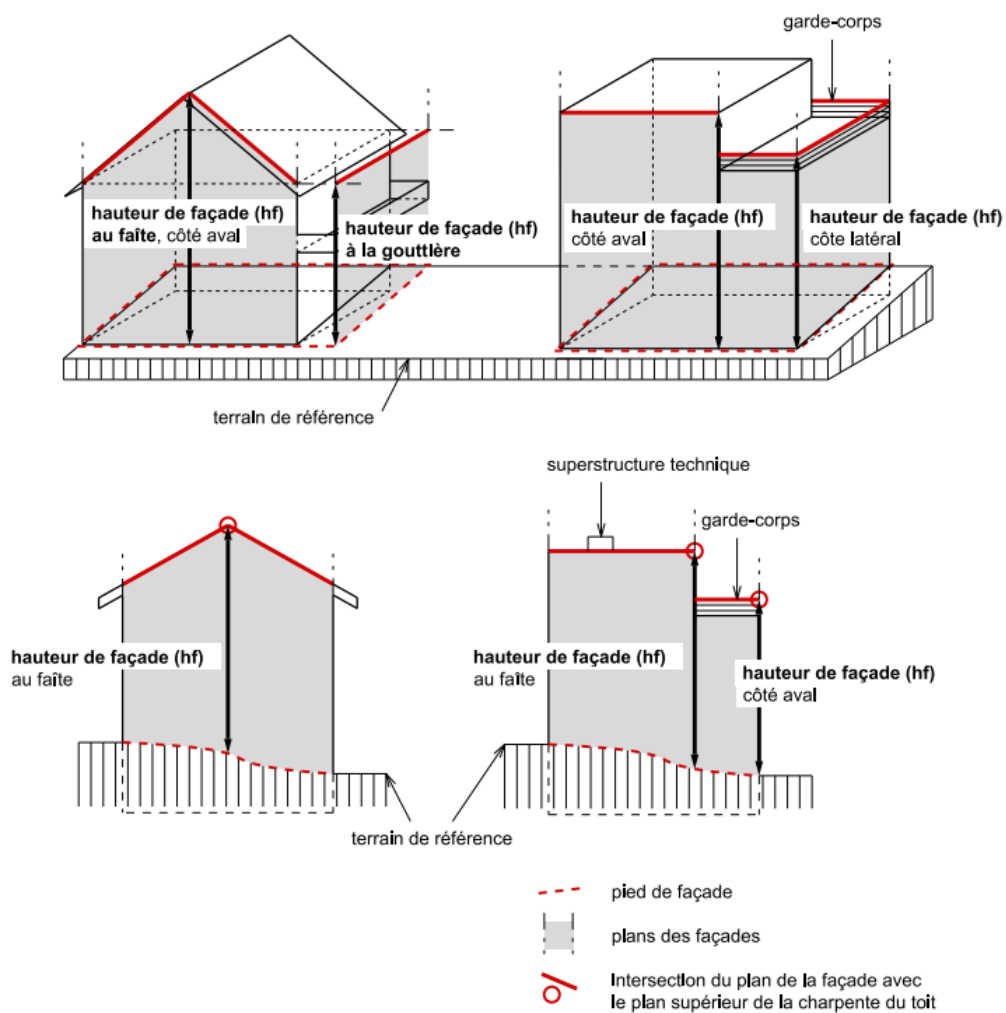 garde-corps
hauteur de façade (hf)
au faîte, côté aval
hauteur de façade (hf)
à la gouttlère
hauteur de façade (hf)
côté aval
hauteur de façade (hf)
côte latéral
terrain de référence
superstructure technique
garde-corps
hauteur de façade (hf)
au faîte
hauteur de façade (hf)
au faîte
hauteur de façade (hf)
côté aval
terrain de référence
pied de façade
plans des façades
Intersection du plan de la façade avec
le plan supérieur de la charpente du toit